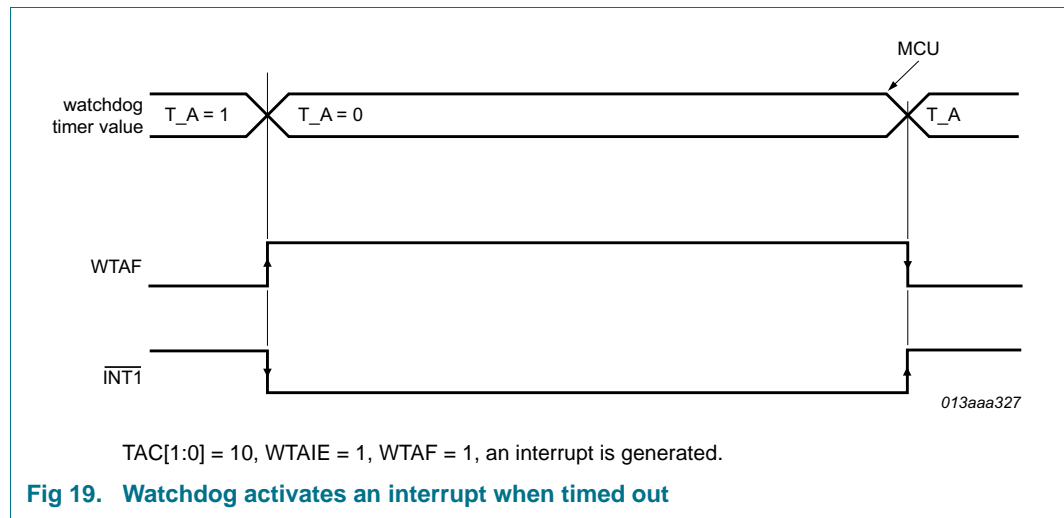 MCU
watchdog
timer value
T_A = 1
T_A = 0
T_A
WTAF
INT1
013aaa327
TAC[1:0] = 10, WTAIE = 1, WTAF = 1, an interrupt is generated.
Fig 19. Watchdog activates an interrupt when timed out